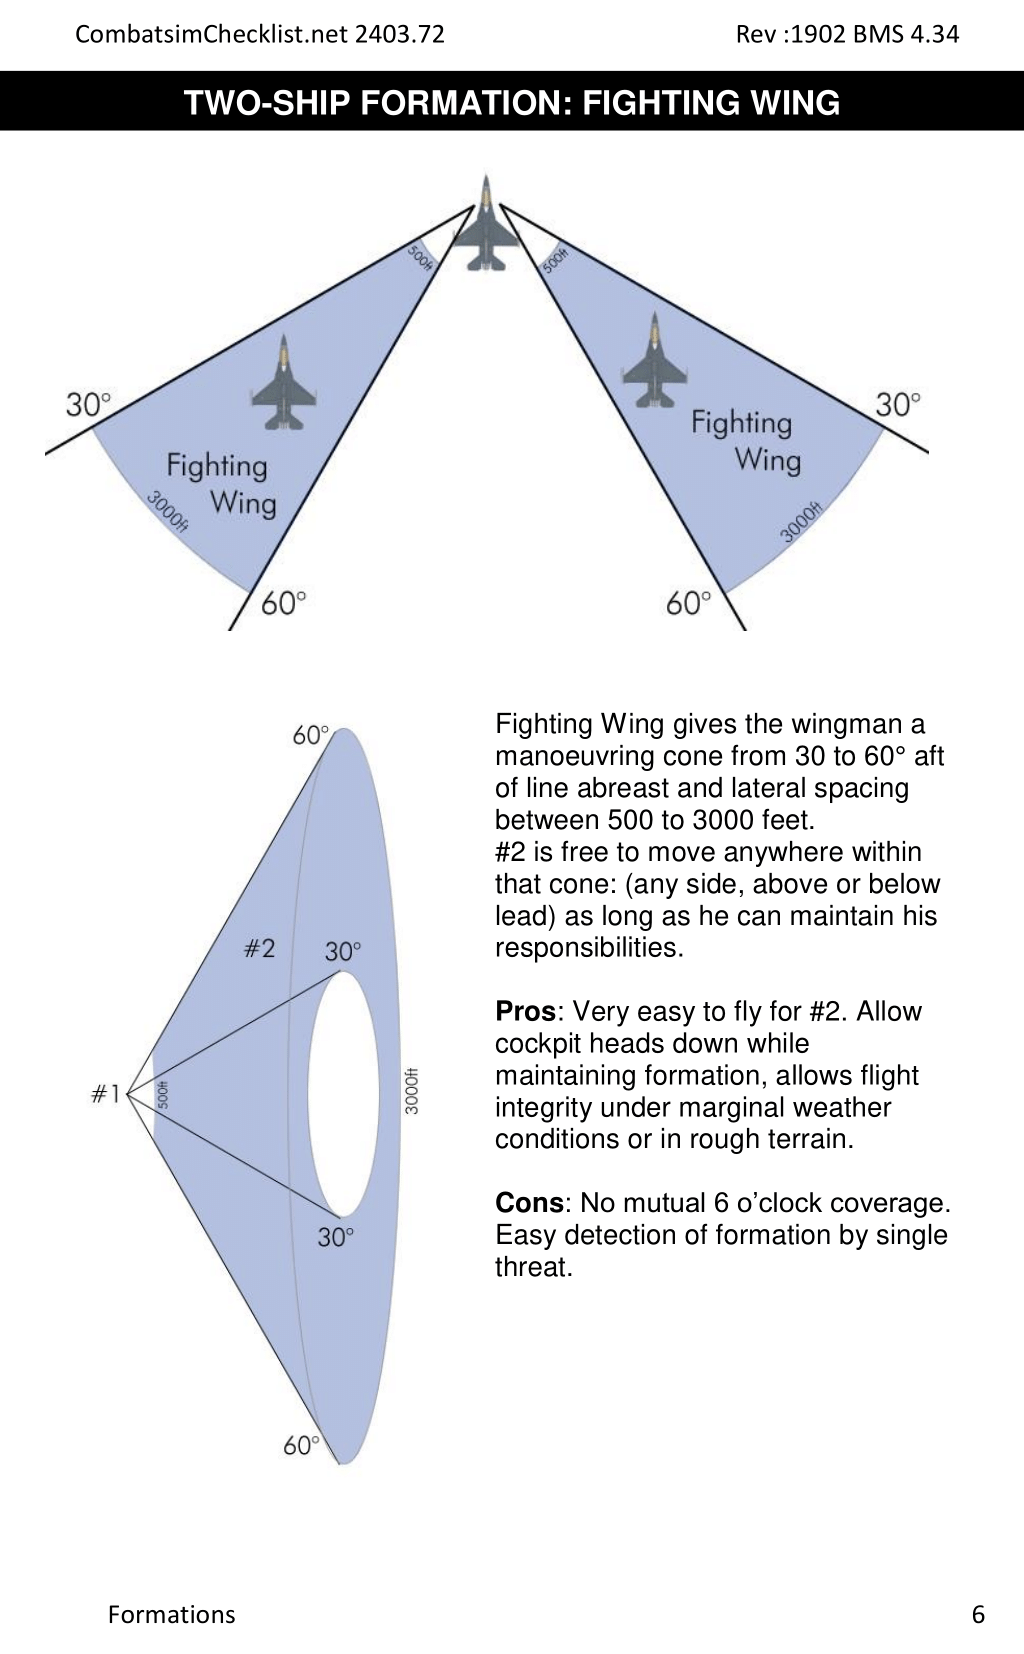 CombatsimChecklist.net 2403.72
Rev :1902 BMS 4.34
TWO-SHIP FORMATION: FIGHTING WING
500ft
500ft
30°
30°
Fighting
Wing
Fighting
Wing
3000ft
3000ft
60°
60°
60°
#2
30°
#1
500ft
3000ft
30°
60°
Fighting Wing gives the wingman a
manoeuvring cone from 30 to 60° aft
of line abreast and lateral spacing
between 500 to 3000 feet.
#2 is free to move anywhere within
that cone: (any side, above or below
lead) as long as he can maintain his
responsibilities.
Pros: Very easy to fly for #2. Allow
cockpit heads down while
maintaining formation, allows flight
integrity under marginal weather
conditions or in rough terrain.
Cons: No mutual 6 o’clock coverage.
Easy detection of formation by single
threat.
Formations
6